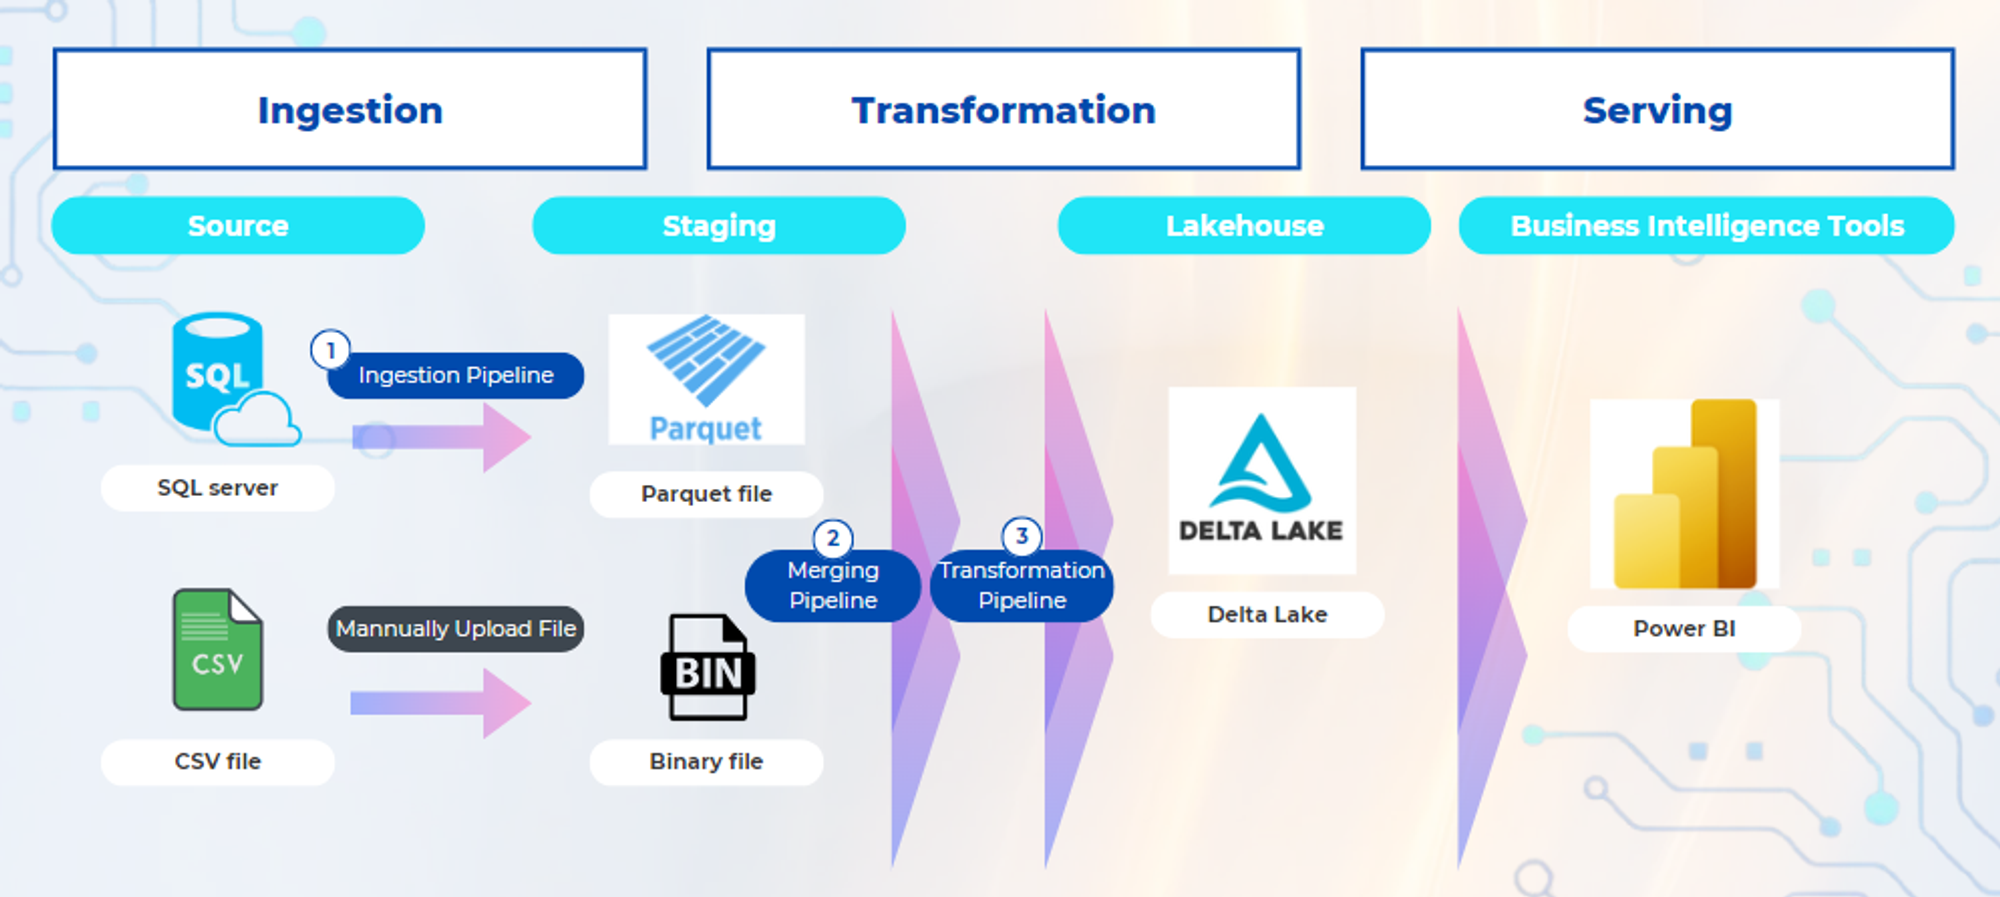 Ingestion
Transformation
Serving
Source
Staging
Lakehouse
Business Intelligence Tools
SQL
1
Ingestion Pipeline
Parquet
SQL server
Parquet file
2
Merging
Pipeline
3
Transformation
Pipeline
DELTA LAKE
Delta Lake
Power BI
CSV
Mannually Upload File
BIN
CSV file
Binary file